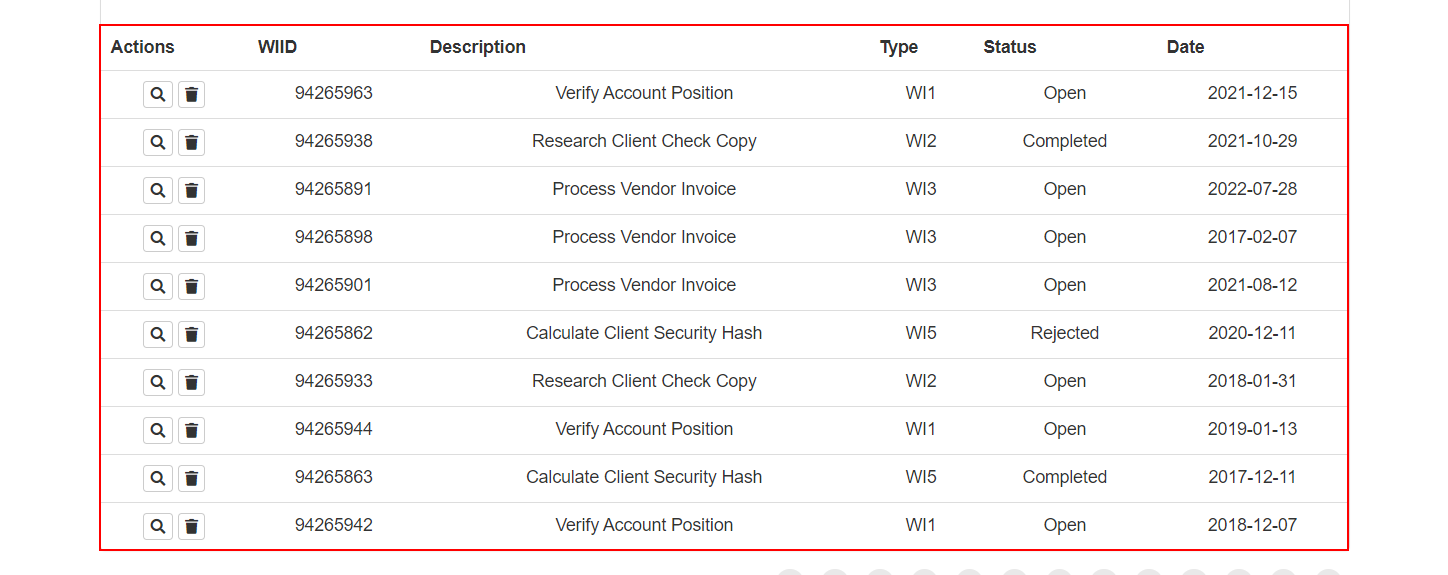 Actions WIID Description Type Status Date
94265963 Verify Account Position WI1 Open 2021-12-15
94265938 Research Client Check Copy WI2 Completed 2021-10-29
94265891 Process Vendor Invoice WI3 Open 2022-07-28
94265898 Process Vendor Invoice WI3 Open 2017-02-07
94265901 Process Vendor Invoice WI3 Open 2021-08-12
94265862 Calculate Client Security Hash WI5 Rejected 2020-12-11
94265933 Research Client Check Copy WI2 Open 2018-01-31
94265944 Verify Account Position WI1 Open 2019-01-13
94265863 Calculate Client Security Hash WI5 Completed 2017-12-11
94265942 Verify Account Position WI1 Open 2018-12-07